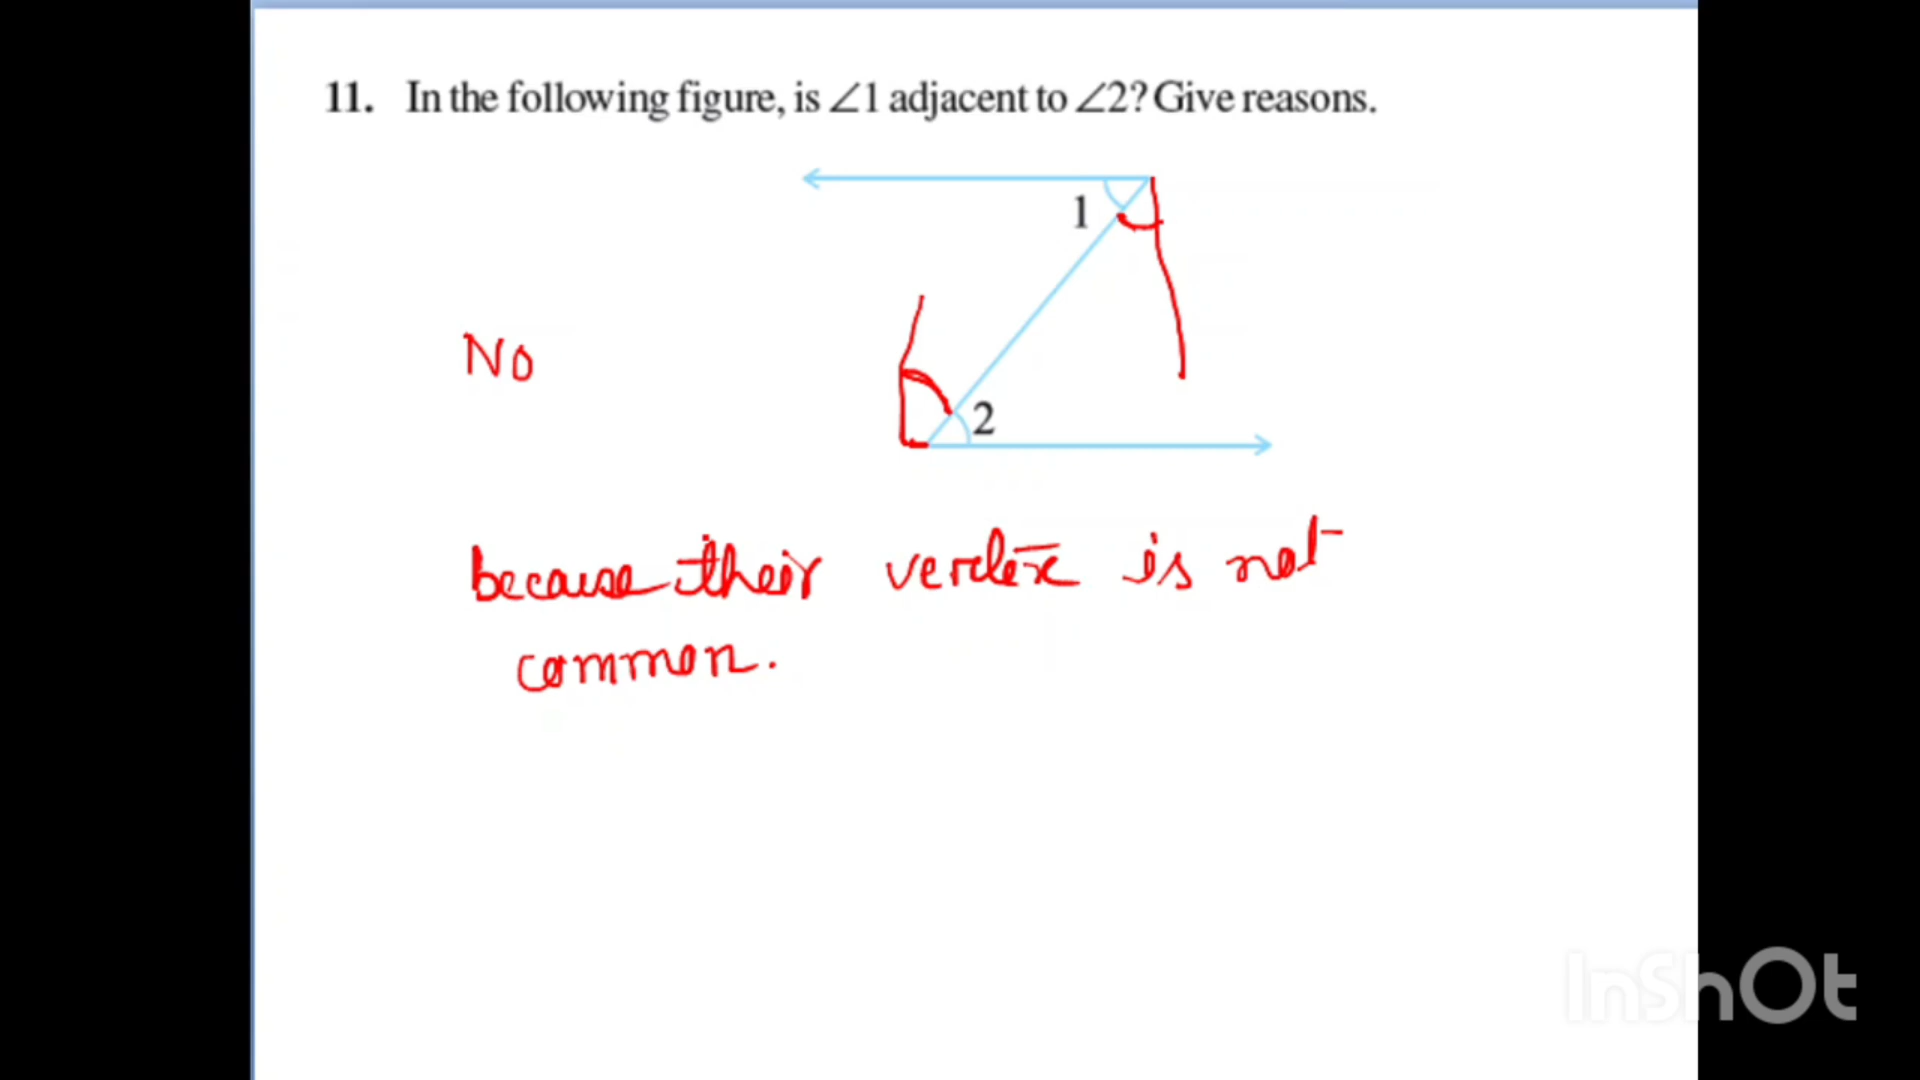 11. In the following figure, is ∠1 adjacent to ∠2? Give reasons.
1
No
2
because their vertex is not
common.
InShOt